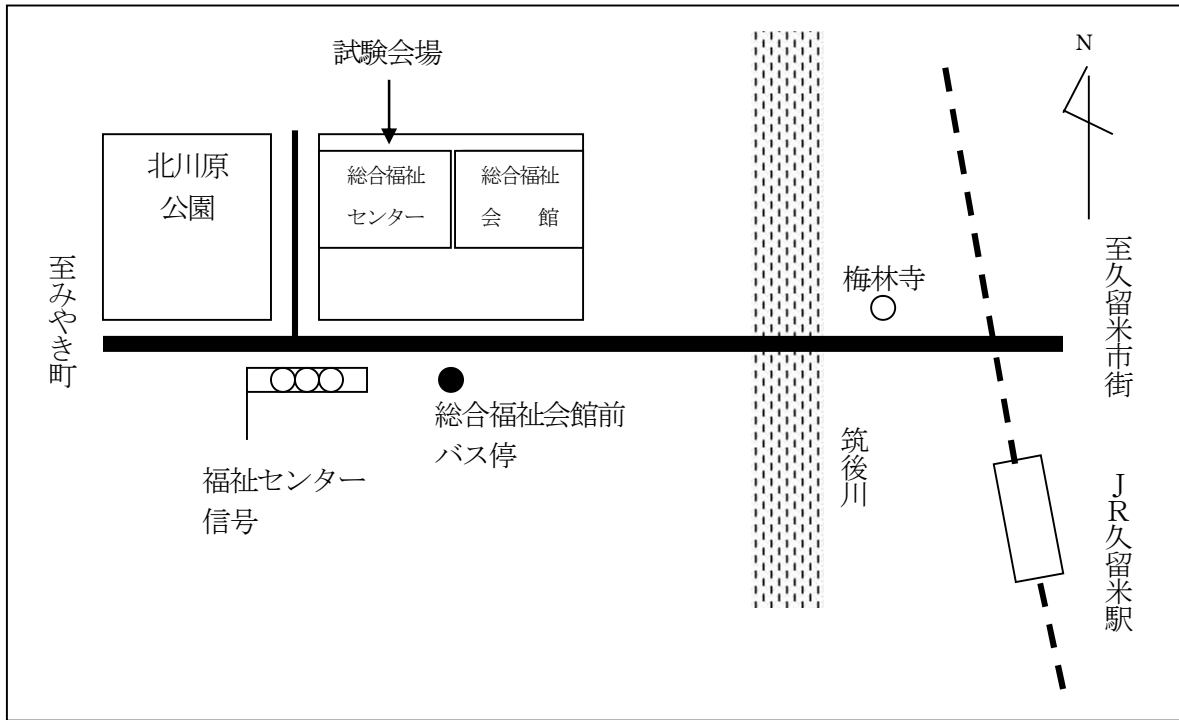 試験会場
N
北川原
公園
総合福祉
センター
総合福祉
会 館
至みやき町
梅林寺
至久留米市街
総合福祉会館前
バス停
筑後川
福祉センター
信号
ＪＲ久留米駅